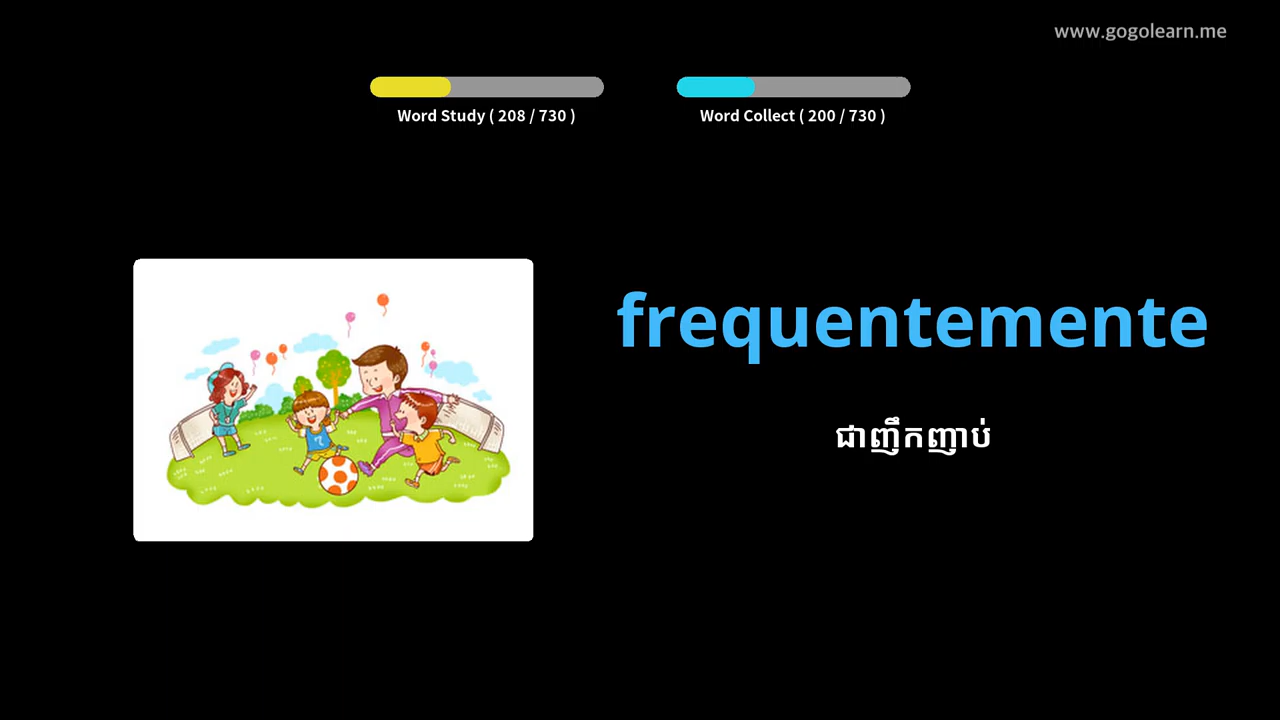 www.gogolearn.me
Word Study ( 208 / 730 )
Word Collect ( 200 / 730 )
frequentemente
ជាញឹកញាប់